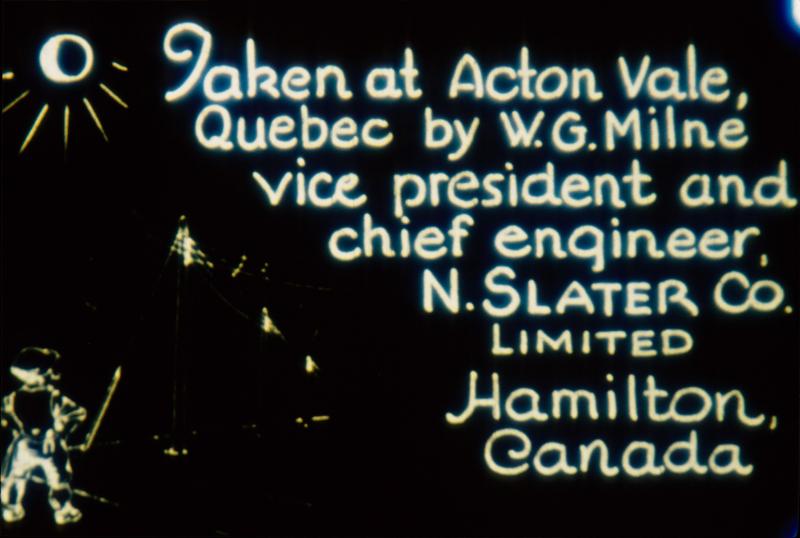 Taken at Acton Vale,
Quebec by W.G. Milne
vice president and
chief engineer,
N. SLATER Co.
LIMITED
Hamilton,
Canada